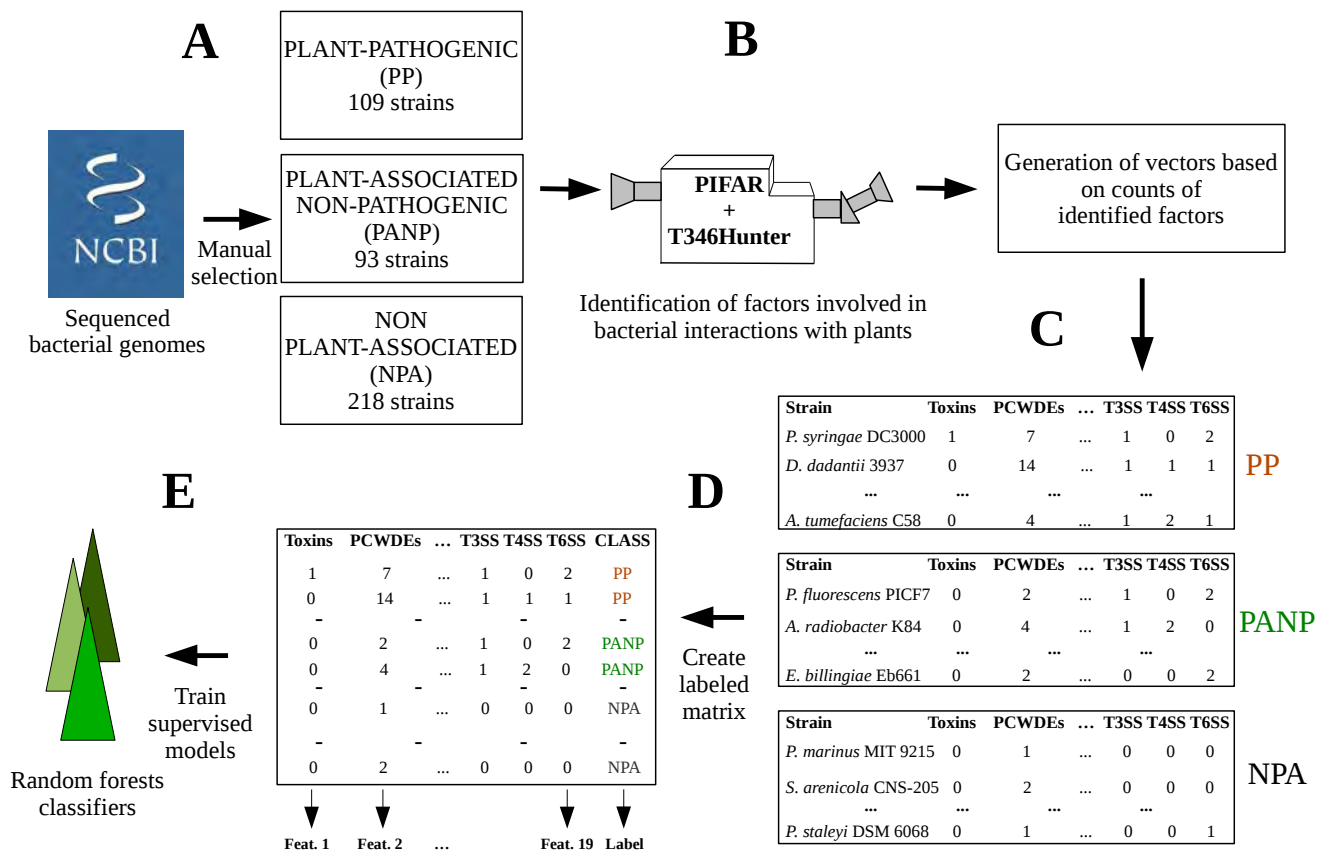 A
PLANT-PATHOGENIC
(PP)
109 strains
NCBI
Sequenced
bacterial genomes
Manual
selection
PLANT-ASSOCIATED
NON-PATHOGENIC
(PANP)
93 strains
NON
PLANT-ASSOCIATED
(NPA)
218 strains
B
PIFAR
+
T346Hunter
Identification of factors involved in
bacterial interactions with plants
Generation of vectors based
on counts of
identified factors
C
Strain Toxins PCWDEs ... T3SS T4SS T6SS
P. syringae DC3000 1 7 ... 1 0 2
D. dadantii 3937 0 14 ... 1 1 1
... ... ... ...
A. tumefaciens C58 0 4 ... 1 2 1
PP
Strain Toxins PCWDEs ... T3SS T4SS T6SS
P. fluorescens PICF7 0 2 ... 1 0 2
A. radiobacter K84 0 4 ... 1 2 0
... ... ... ...
E. billingiae Eb661 0 2 ... 0 0 2
PANP
Strain Toxins PCWDEs ... T3SS T4SS T6SS
P. marinus MIT 9215 0 1 ... 0 0 0
S. arenicola CNS-205 0 2 ... 0 0 0
... ... ... ...
P. staleyi DSM 6068 0 1 ... 0 0 1
NPA
D
Create
labeled
matrix
Toxins PCWDEs ... T3SS T4SS T6SS CLASS
1 7 ... 1 0 2 PP
0 14 ... 1 1 1 PP
- - - -
0 2 ... 1 0 2 PANP
0 4 ... 1 2 0 PANP
- - - -
0 1 ... 0 0 0 NPA
- - - -
0 2 ... 0 0 0 NPA
Feat. 1 Feat. 2 ... Feat. 19 Label
E
Train
supervised
models
Random forests
classifiers